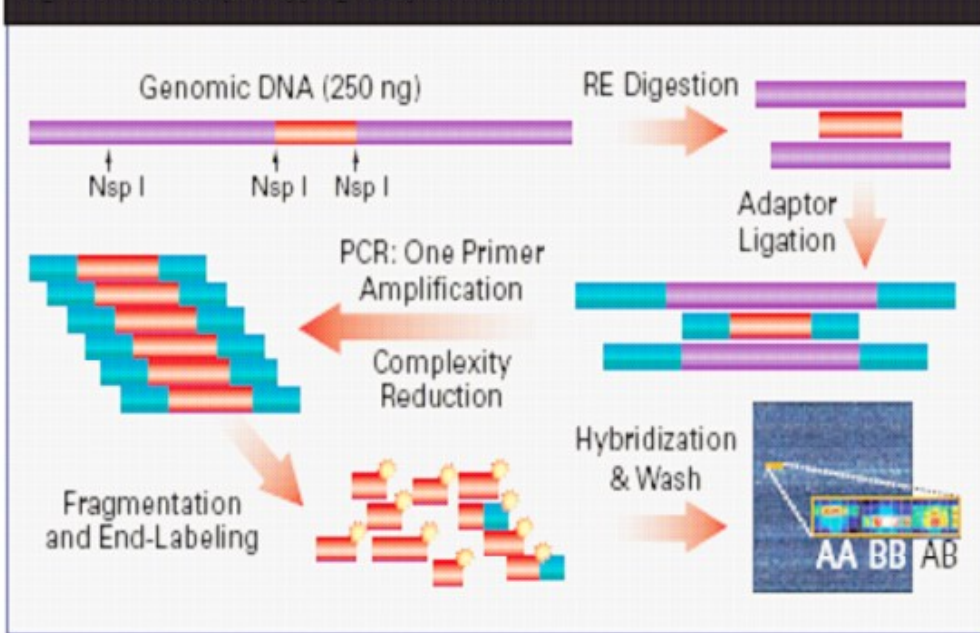 Genomic DNA (250 ng)
RE Digestion
Nsp I
Nsp I
Nsp I
Adaptor
Ligation
PCR: One Primer
Amplification
Complexity
Reduction
Hybridization
& Wash
Fragmentation
and End-Labeling
AA BB AB